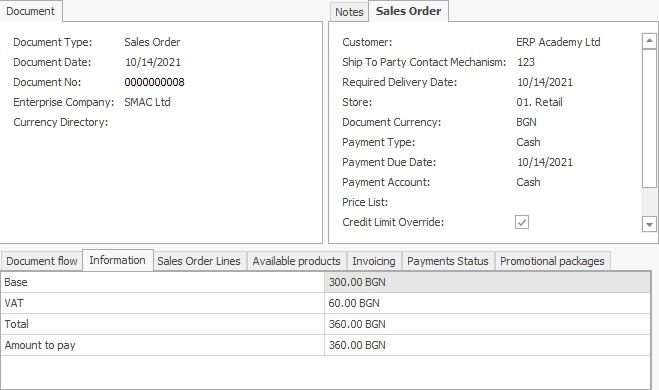 Document
Document Type: Sales Order
Document Date: 10/14/2021
Document No: 0000000008
Enterprise Company: SMAC Ltd
Currency Directory:
Notes Sales Order
Customer: ERP Academy Ltd
Ship To Party Contact Mechanism: 123
Required Delivery Date: 10/14/2021
Store: 01. Retail
Document Currency: BGN
Payment Type: Cash
Payment Due Date: 10/14/2021
Payment Account: Cash
Price List:
Credit Limit Override:
Document flow Information Sales Order Lines Available products Invoicing Payments Status Promotional packages
Base 300.00 BGN
VAT 60.00 BGN
Total 360.00 BGN
Amount to pay 360.00 BGN